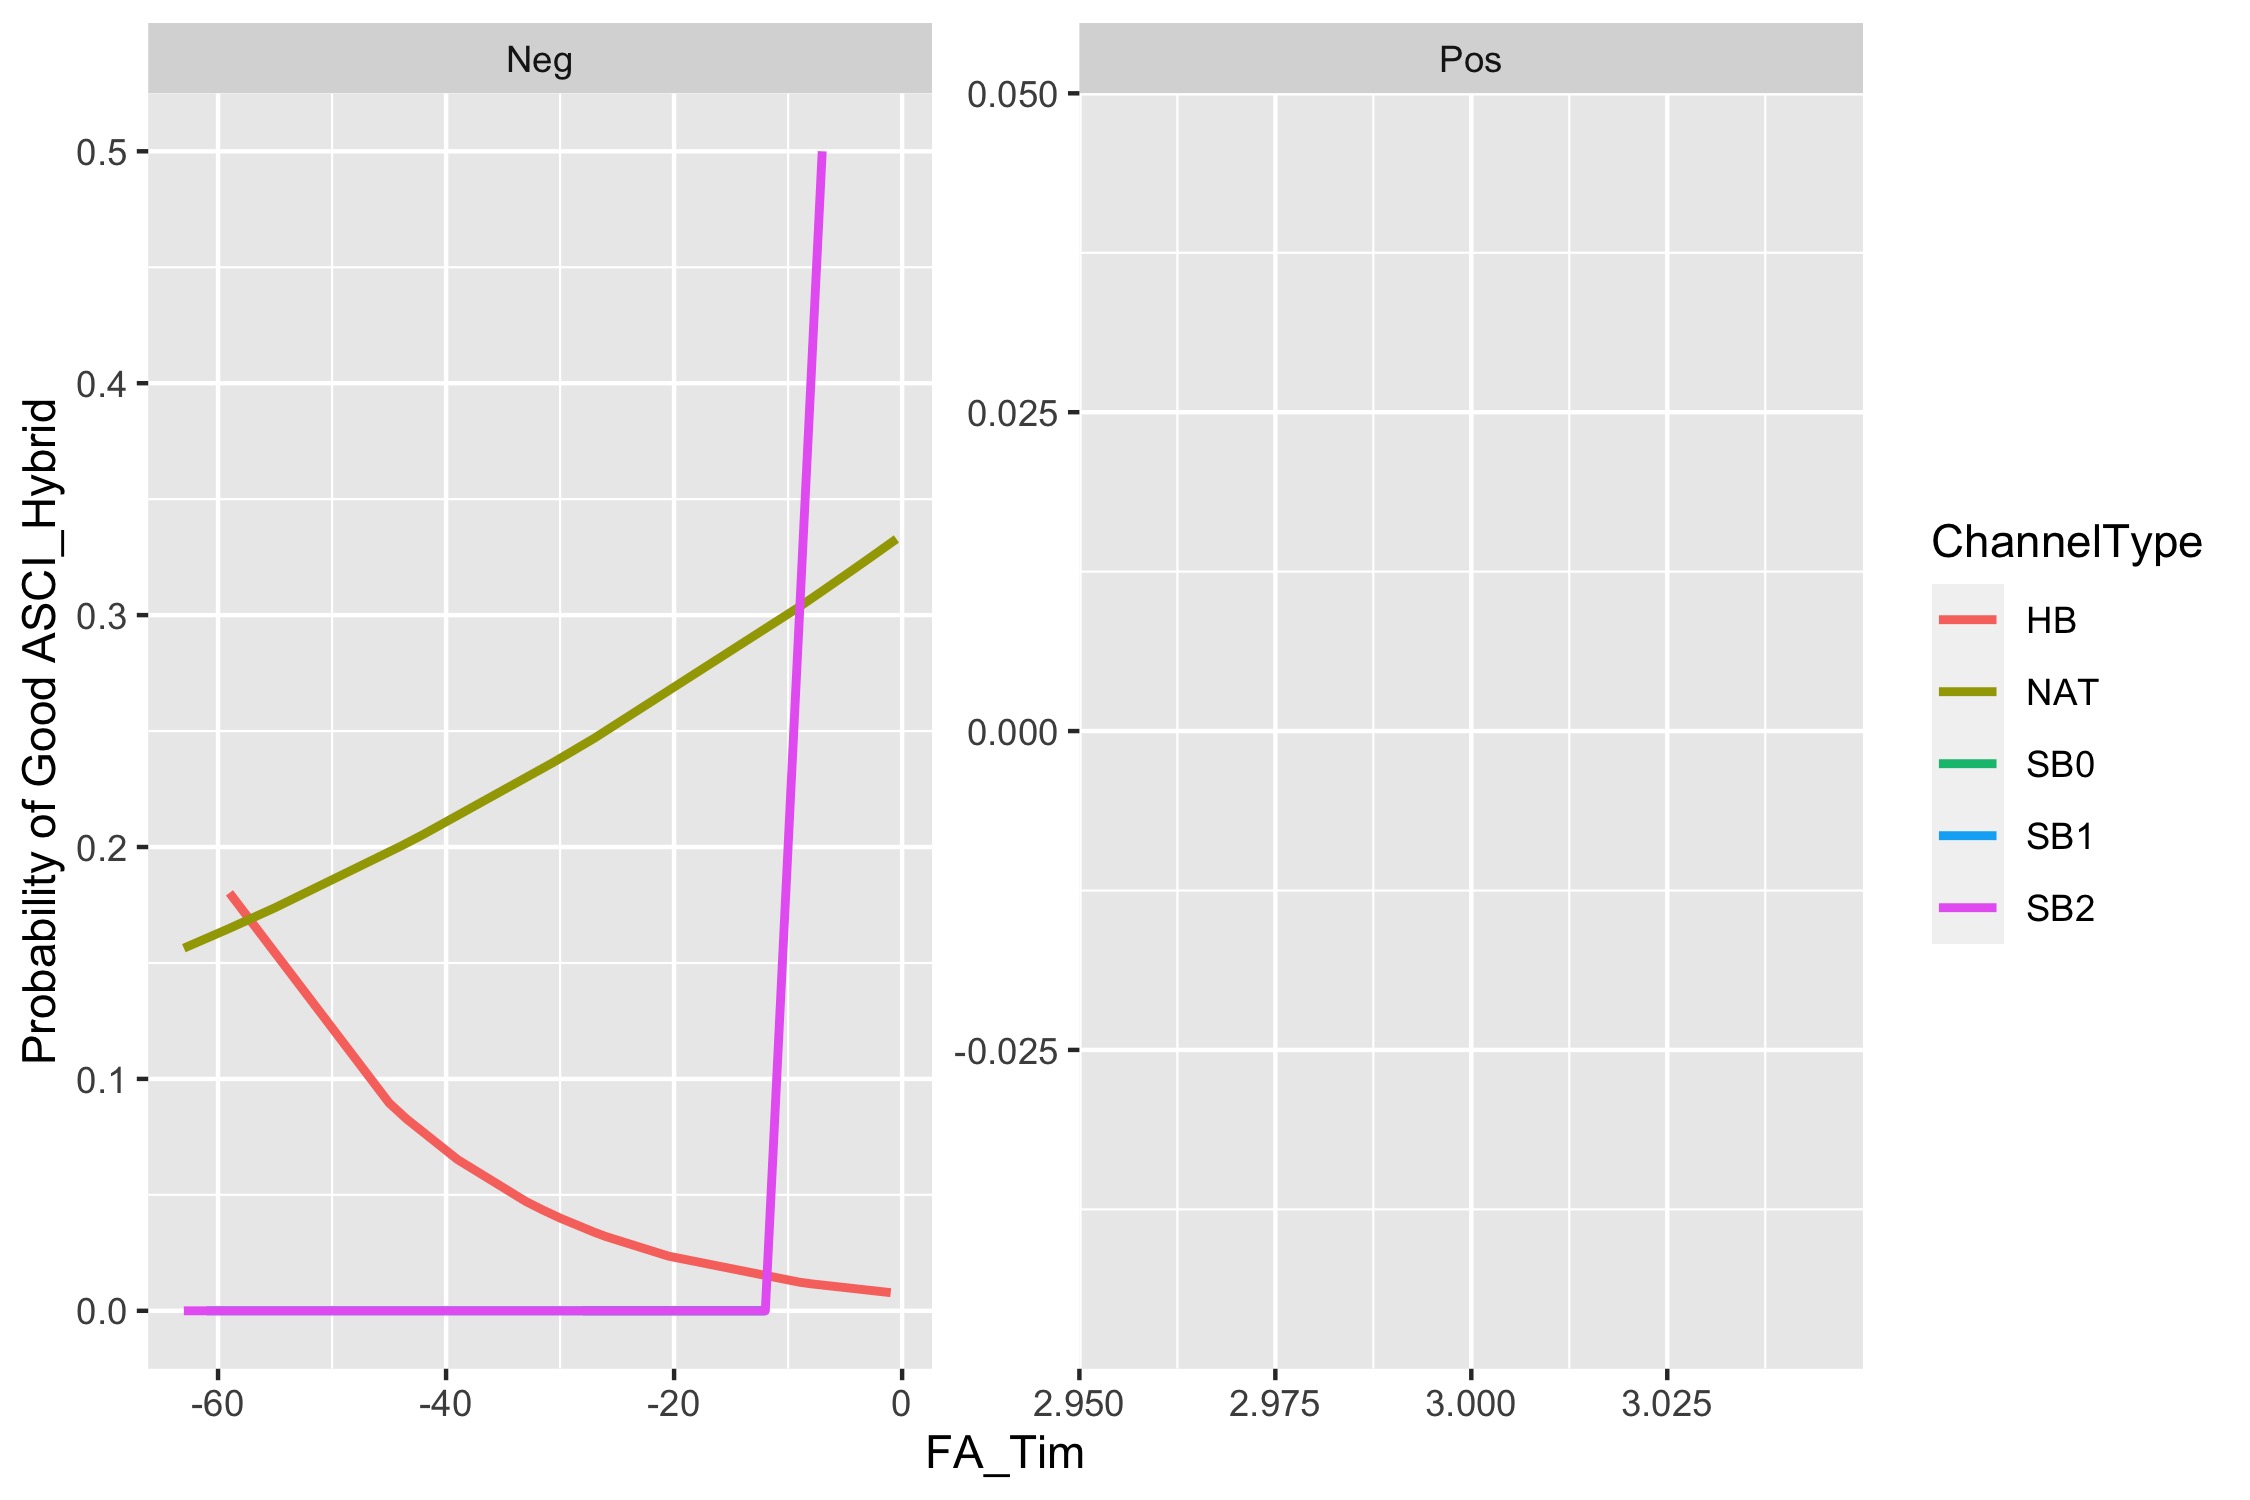 Neg
Pos
Probability of Good ASCI_Hybrid
0.5
0.4
0.3
0.2
0.1
0.0
-60
-40
-20
0
0.050
0.025
0.000
-0.025
2.950
2.975
3.000
3.025
FA_Tim
ChannelType
HB
NAT
SB0
SB1
SB2